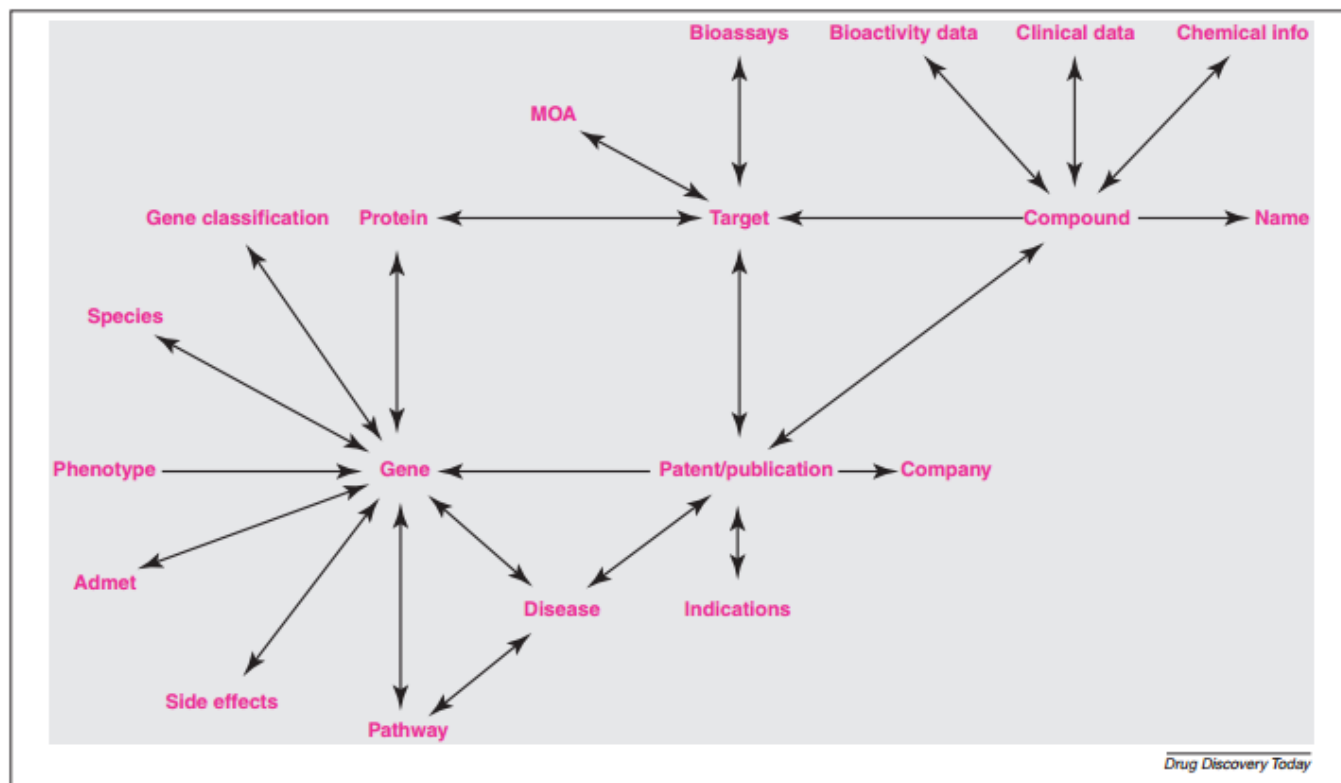 Bioassays Bioactivity data Clinical data Chemical info
MOA
Gene classification Protein Target Compound Name
Species
Phenotype Gene Patent/publication Company
Admet
Disease Indications
Side effects
Pathway
Drug Discovery Today